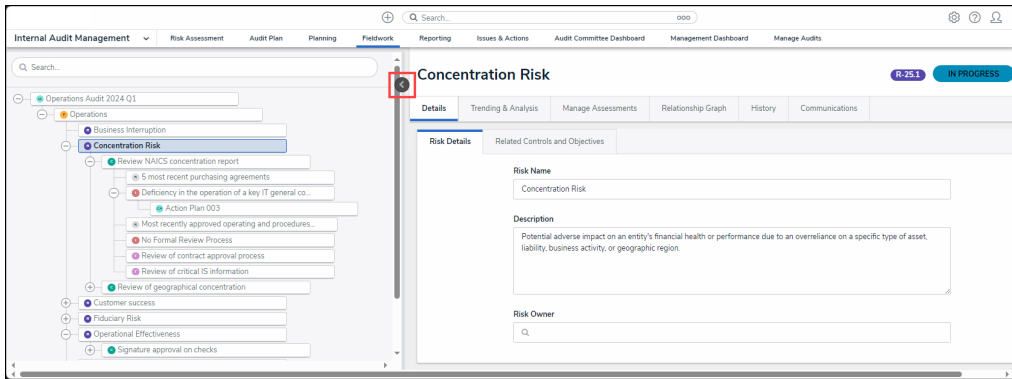 Search...
ooo
Internal Audit Management
Risk Assessment
Audit Plan
Planning
Fieldwork
Reporting
Issues & Actions
Audit Committee Dashboard
Management Dashboard
Manage Audits
Search...
Operations Audit 2024 Q1
Operations
Business Interruption
Concentration Risk
Review NAICS concentration report
5 most recent purchasing agreements
Deficiency in the operation of a key IT general co...
Action Plan 003
Most recently approved operating and procedures...
No Formal Review Process
Review of contract approval process
Review of critical IS information
Review of geographical concentration
Customer success
Fiduciary Risk
Operational Effectiveness
Signature approval on checks
Concentration Risk
R-25.1
IN PROGRESS
Details
Trending & Analysis
Manage Assessments
Relationship Graph
History
Communications
Risk Details
Related Controls and Objectives
Risk Name
Concentration Risk
Description
Potential adverse impact on an entity's financial health or performance due to an overreliance on a specific type of asset,
liability, business activity, or geographic region.
Risk Owner